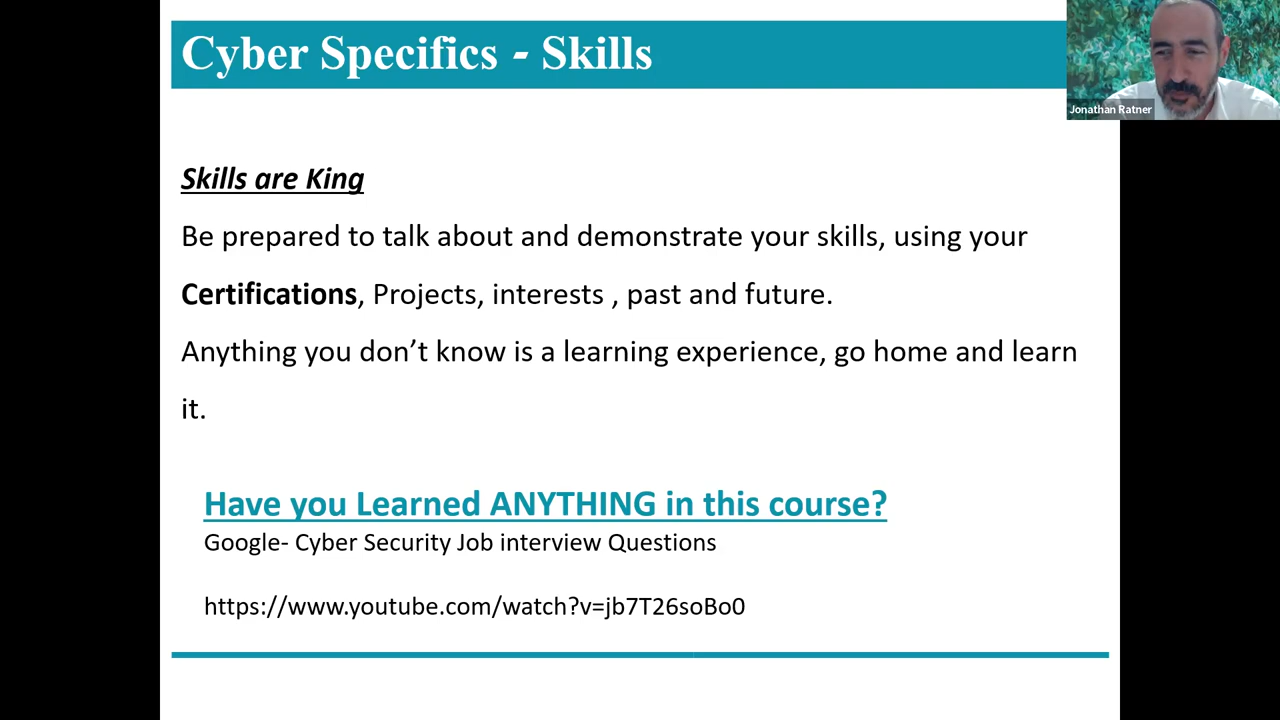 Cyber Specifics - Skills
Jonathan Ratner
Skills are King
Be prepared to talk about and demonstrate your skills, using your
Certifications, Projects, interests , past and future.
Anything you don’t know is a learning experience, go home and learn
it.
Have you Learned ANYTHING in this course?
Google- Cyber Security Job interview Questions
https://www.youtube.com/watch?v=jb7T26soBo0